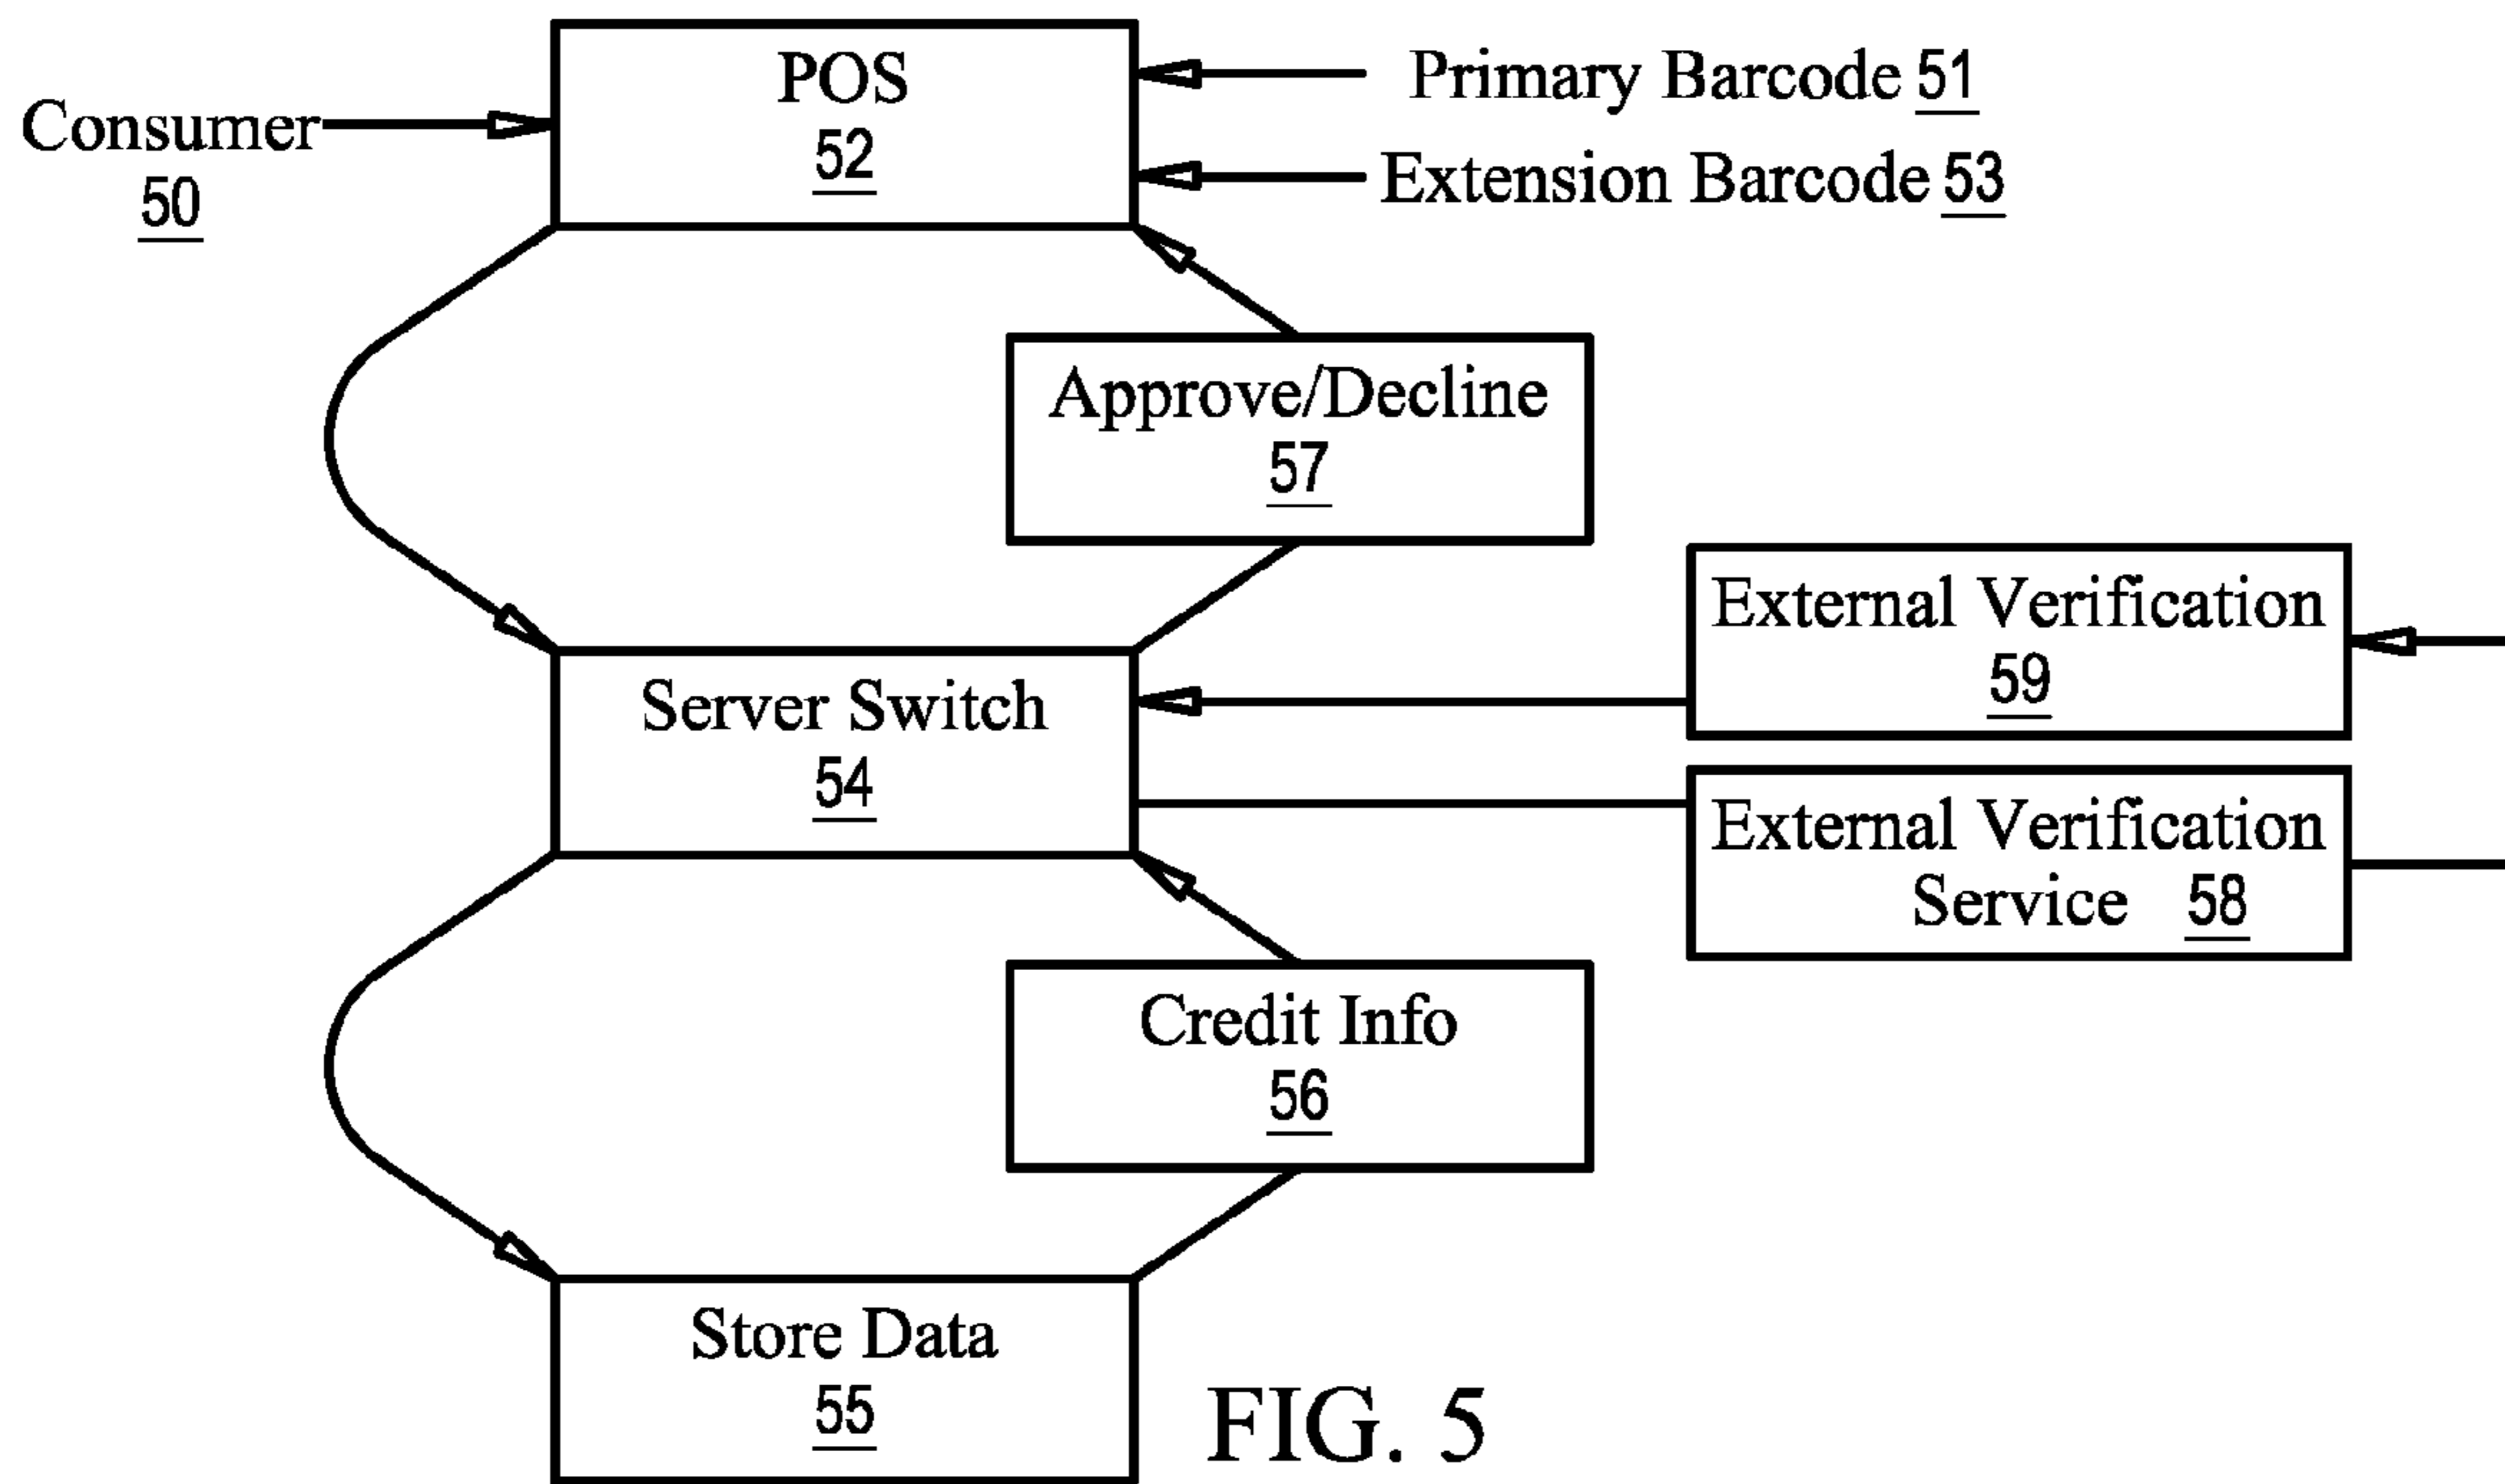 POS
52
Primary Barcode 51
Consumer
50
Extension Barcode 53
Approve/Decline
57
External Verification
59
Server Switch
54
External Verification
Service 58
Credit Info
56
Store Data
55
FIG. 5